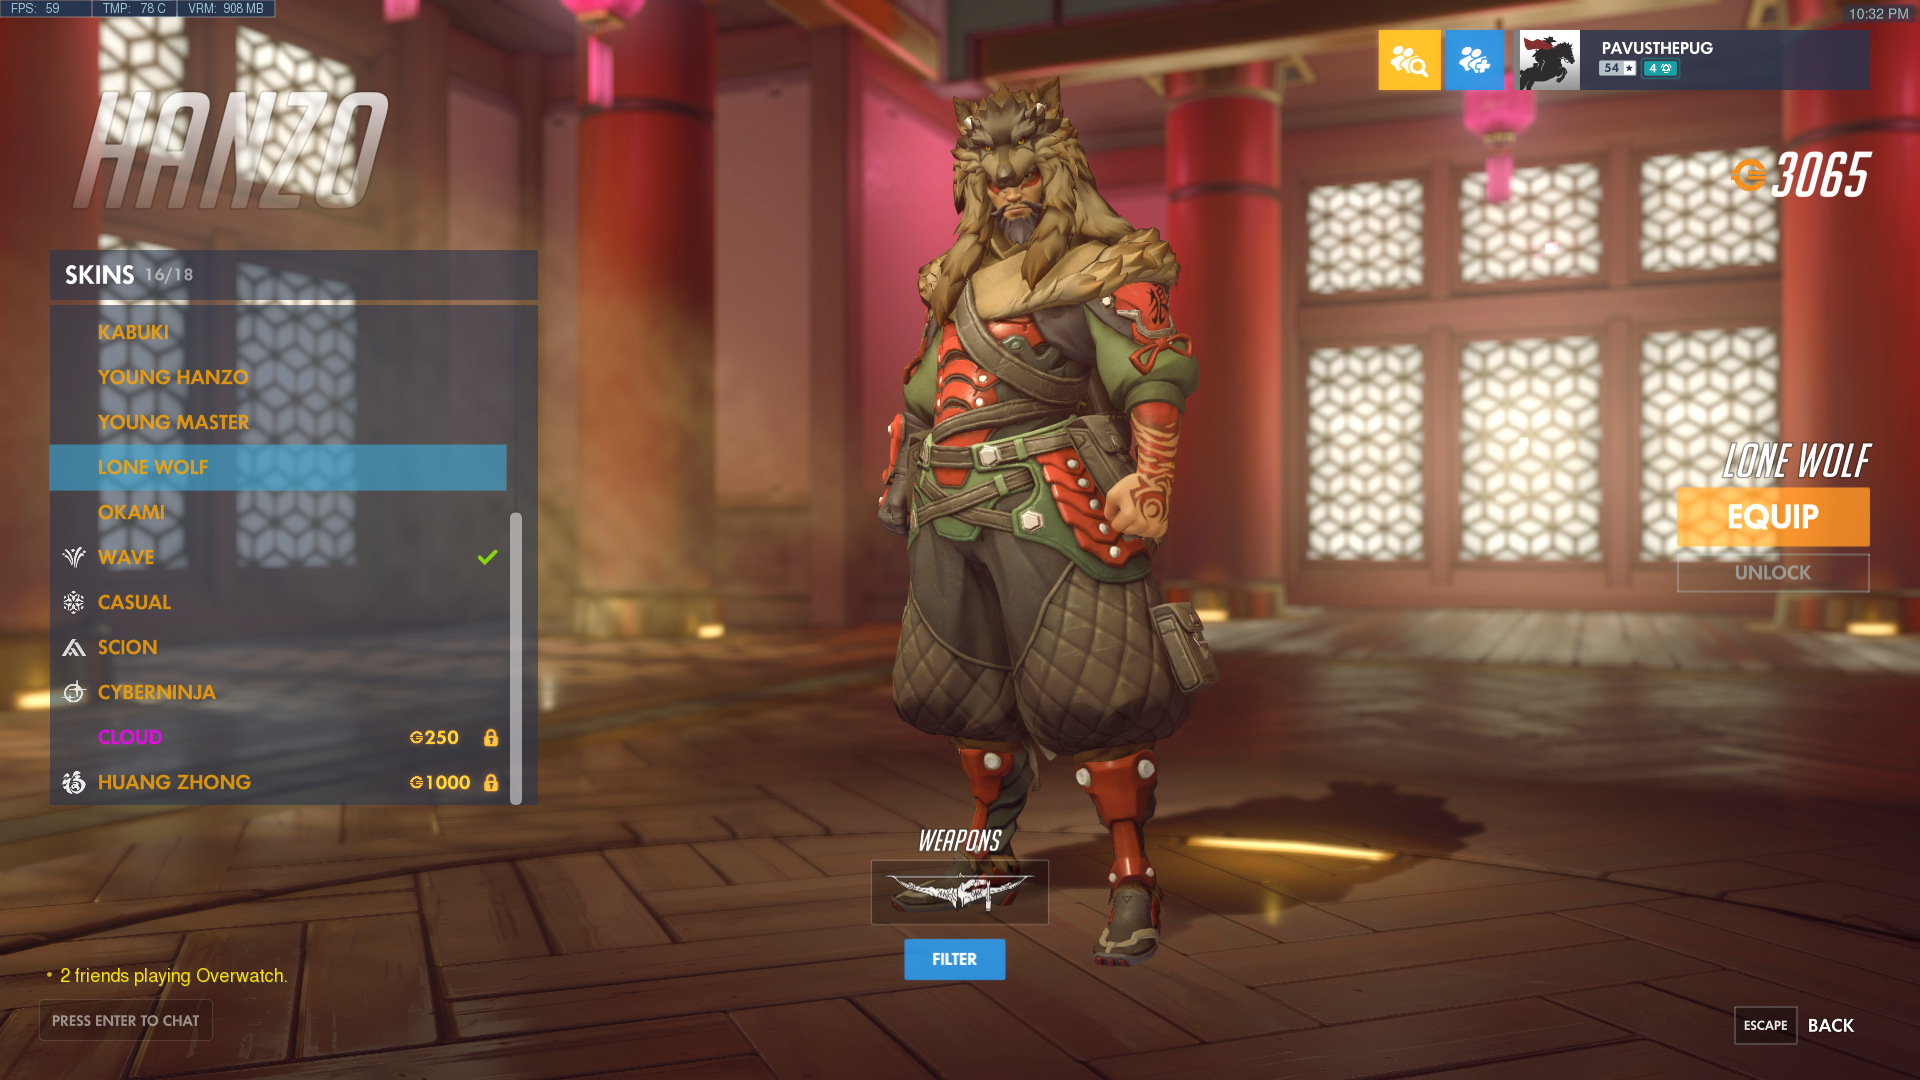 FPS: 59 TMP: 78 C VRM: 908 MB
10:32 PM
HANZO
PAVUSTHEPUG
54 4
3065
SKINS 16/18
KABUKI
YOUNG HANZO
YOUNG MASTER
LONE WOLF
OKAMI
WAVE
CASUAL
SCION
CYBERNINJA
CLOUD 250
HUANG ZHONG 1000
LONE WOLF
EQUIP
UNLOCK
WEAPONS
FILTER
• 2 friends playing Overwatch.
PRESS ENTER TO CHAT
ESCAPE BACK